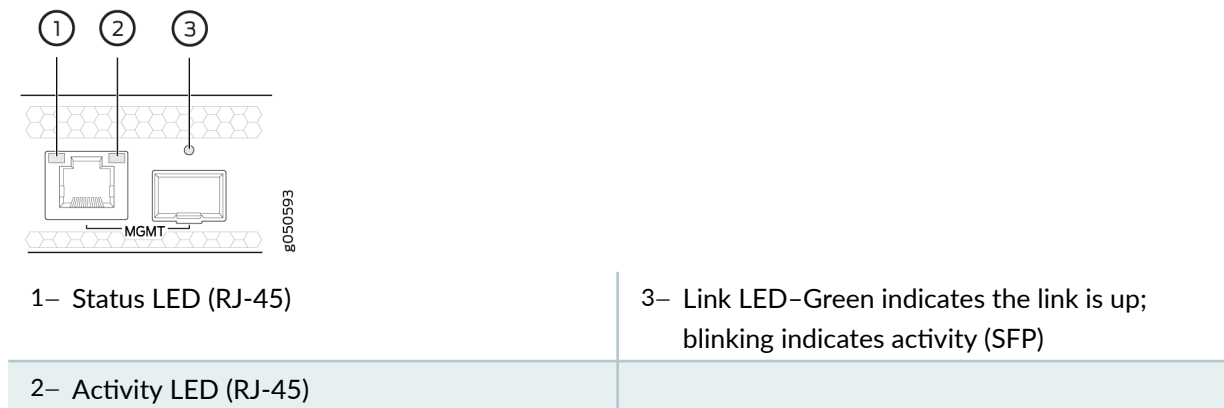 1 2 3
MGMT
g050593
1– Status LED (RJ-45)
3– Link LED–Green indicates the link is up;
blinking indicates activity (SFP)
2– Activity LED (RJ-45)